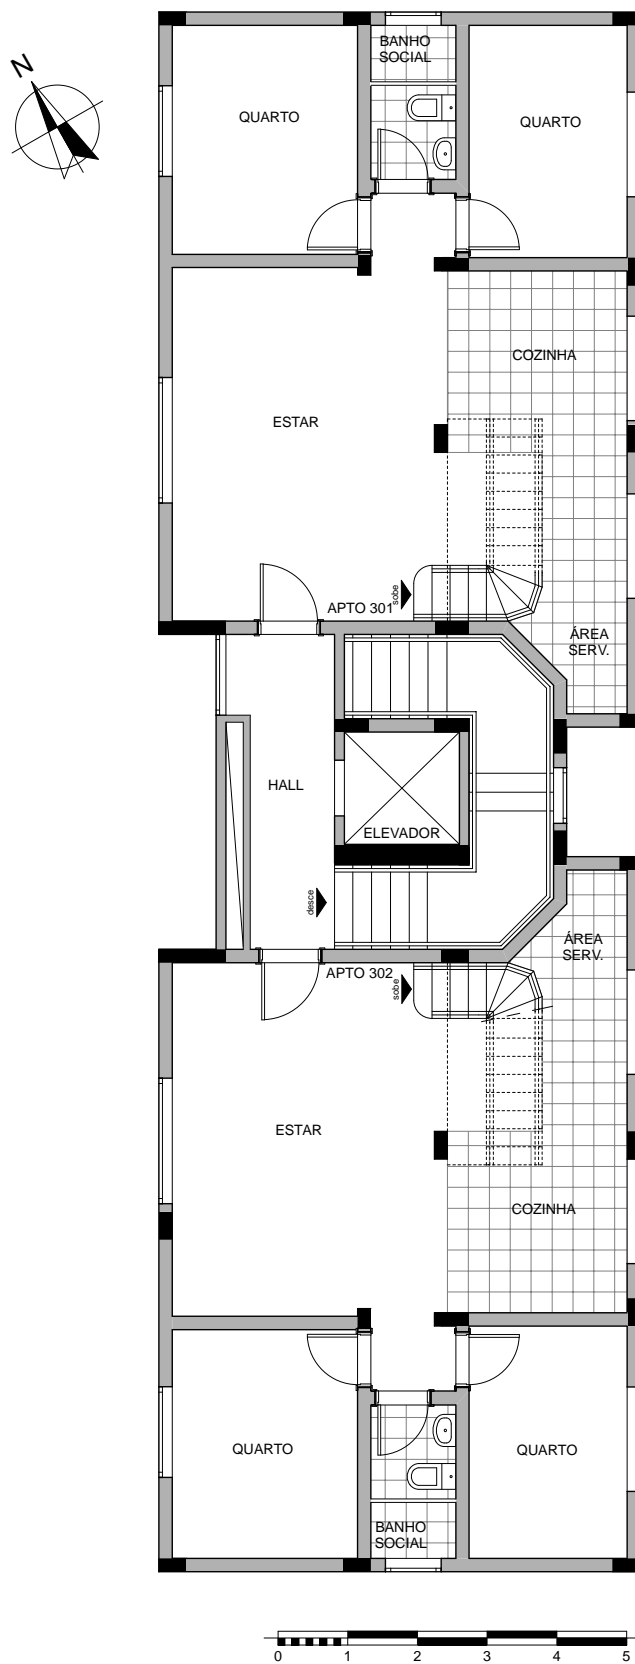 N
BANHO
SOCIAL
QUARTO
QUARTO
COZINHA
ESTAR
APTO 301
sobe
ÁREA
SERV.
HALL
ELEVADOR
desce
ÁREA
SERV.
APTO 302
sobe
ESTAR
COZINHA
QUARTO
QUARTO
BANHO
SOCIAL
0 1 2 3 4 5